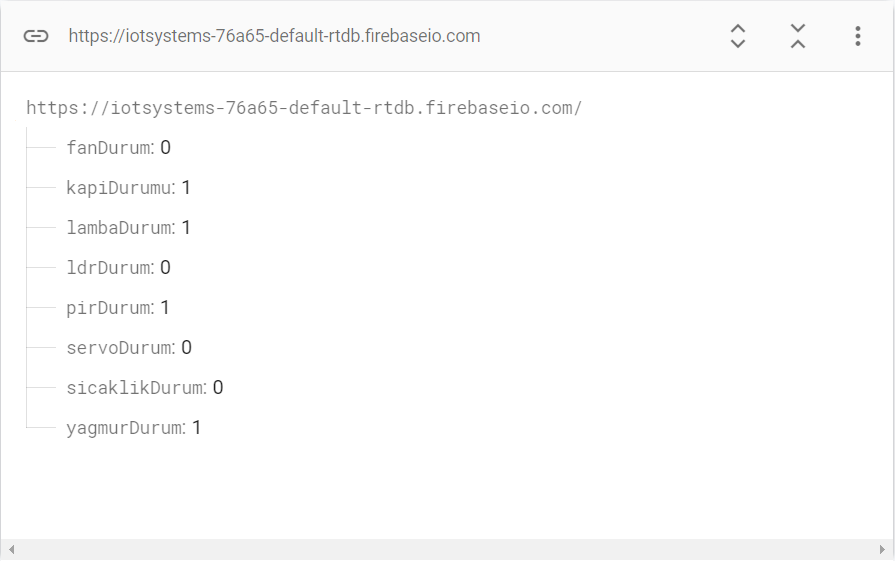 https://iotsystems-76a65-default-rtdb.firebaseio.com
https://iotsystems-76a65-default-rtdb.firebaseio.com/
fanDurum: 0
kapiDurumu: 1
lambaDurum: 1
ldrDurum: 0
pirDurum: 1
servoDurum: 0
sicaklikDurum: 0
yagmurDurum: 1